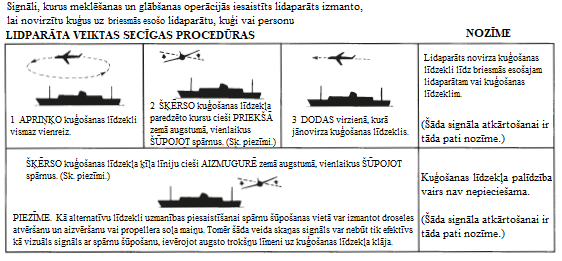 Signāli, kurus meklēšanas un glābšanas operācijās iesaistīts lidaparāts izmanto,
lai novirzītu kuģus uz briesmās esošo lidaparātu, kuģi vai personu
LIDPARĀTA VEIKTAS SECĪGAS PROCEDŪRAS
NOZĪME
1 APRIŅĶO kuģošanas līdzekli
vismaz vienreiz.
2 ŠĶĒRSO kuģošanas līdzekļa
paredzēto kursu cieši PRIEKŠĀ
zemā augstumā, vienlaikus
ŠŪPOJOT spārnus. (Sk. piezīmi.)
3 DODAS virzienā, kurā
jānovirza kuģošanas līdzeklis.
Lidaparāts novirza kuģošanas
līdzekli līdz briesmās esošajam
lidaparātam vai kuģošanas
līdzeklim.
(Šāda signāla atkārtošanai ir
tāda pati nozīme.)
ŠĶĒRSO kuģošanas līdzekļa ķīļa līniju cieši AIZMUGURĒ zemā augstumā, vienlaikus ŠŪPOJOT
spārnus. (Sk. piezīmi.)
PIEZĪME. Kā alternatīvu līdzekli uzmanības piesaistīšanai spārnu šūpošanas vietā var izmantot droseles
atvēršanu un aizvēršanu vai propellera soļa maiņu. Tomēr šāda veida skaņas signāls var nebūt tik efektīvs
kā vizuāls signāls ar spārnu šūpošanu, ievērojot augsto trokšņu līmeni uz kuģošanas līdzekļa klāja.
Kuģošanas līdzekļa palīdzība
vairs nav nepieciešama.
(Šāda signāla atkārtošanai ir
tāda pati nozīme.)